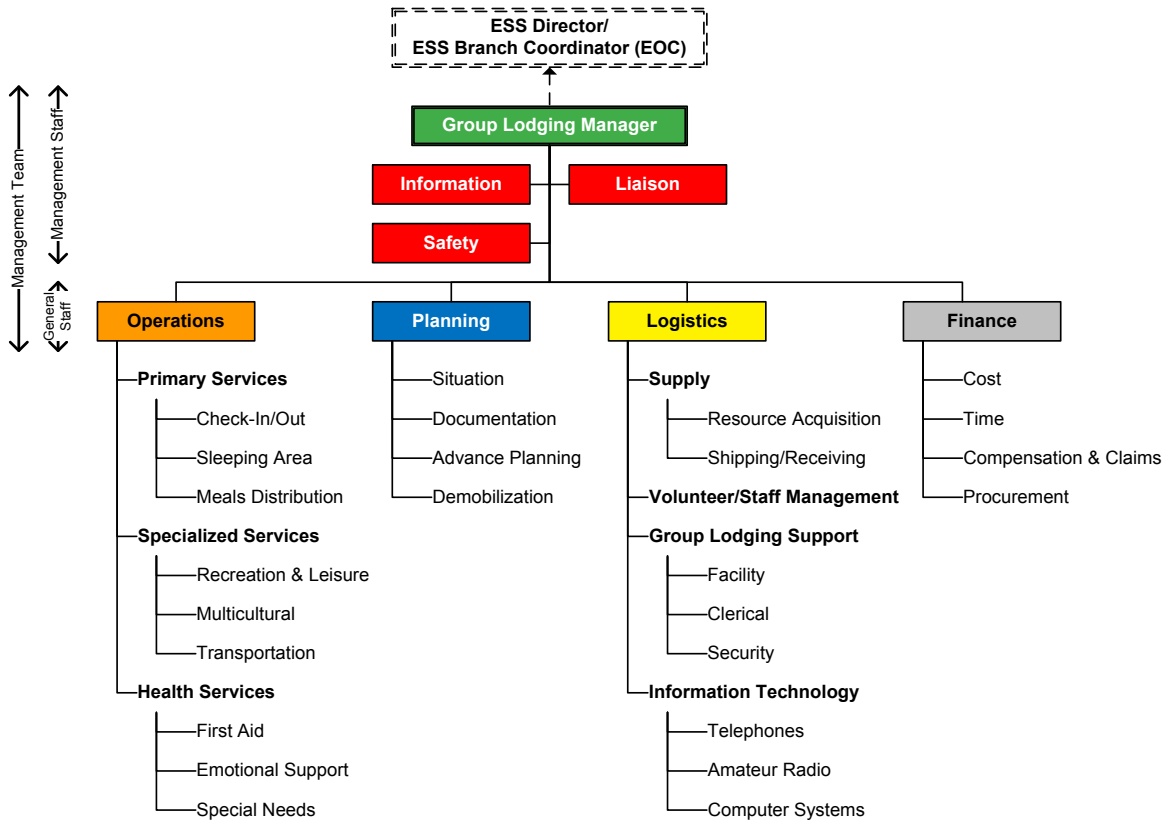 ESS Director/
ESS Branch Coordinator (EOC)
Group Lodging Manager
Information
Liaison
Safety
Management Team
Management Staff
General
Staff
Operations
Planning
Logistics
Finance
Primary Services
Check-In/Out
Sleeping Area
Meals Distribution
Specialized Services
Recreation & Leisure
Multicultural
Transportation
Health Services
First Aid
Emotional Support
Special Needs
Situation
Documentation
Advance Planning
Demobilization
Supply
Resource Acquisition
Shipping/Receiving
Volunteer/Staff Management
Group Lodging Support
Facility
Clerical
Security
Information Technology
Telephones
Amateur Radio
Computer Systems
Cost
Time
Compensation & Claims
Procurement